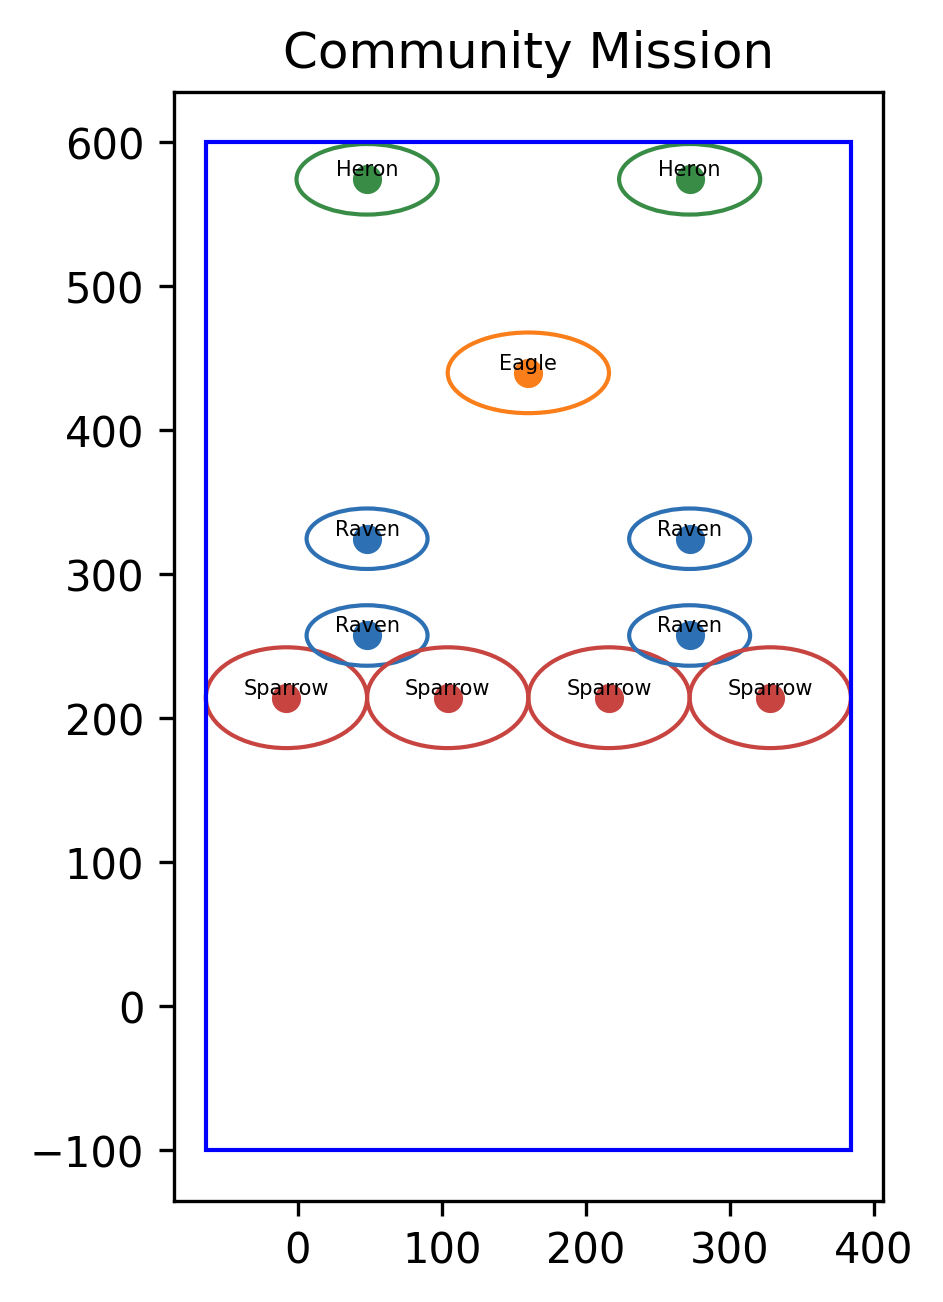 Community Mission
600
Heron Heron
500
Eagle
400
Raven Raven
300
Raven Raven
Sparrow Sparrow Sparrow Sparrow
200
100
0
−100
0 100 200 300 400